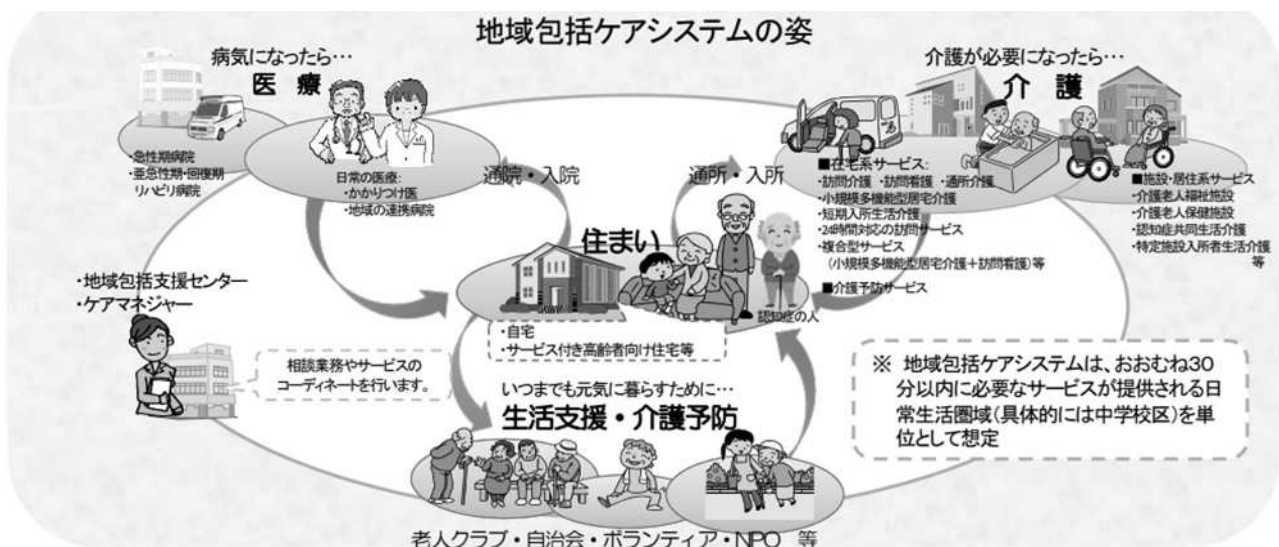 地域包括ケアシステムの姿
病気になったら…
医療
・急性期病院
・亜急性期・回復期
リハビリ病院
日常の医療:
・かかりつけ医
・地域の連携病院
通院・入院
通所・入所
介護が必要になったら…
介護
■在宅系サービス:
・訪問介護 ・訪問看護 ・通所介護
・小規模多機能型居宅介護
・短期入所生活介護
・24時間対応の訪問サービス
・複合型サービス
（小規模多機能型居宅介護＋訪問看護）等
■介護予防サービス
■施設・居住系サービス
・介護老人福祉施設
・介護老人保健施設
・認知症共同生活介護
・特定施設入所者生活介護
等
住まい
・自宅
・サービス付き高齢者向け住宅等
認知症の人
・地域包括支援センター
・ケアマネジャー
相談業務やサービスの
コーディネートを行います。
いつまでも元気に暮らすために…
生活支援・介護予防
老人クラブ・自治会・ボランティア・NPO 等
※ 地域包括ケアシステムは、おおむね30
分以内に必要なサービスが提供される日
常生活圏域（具体的には中学校区）を単
位として想定